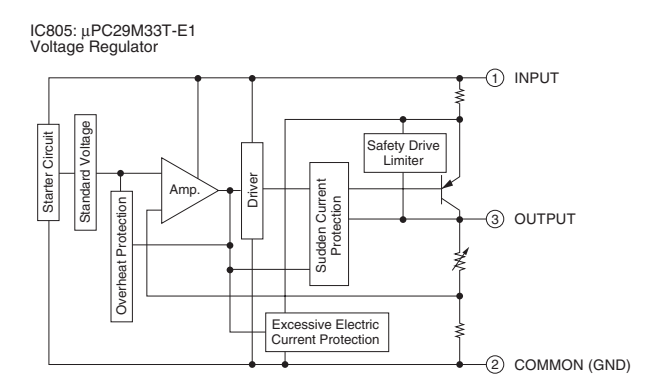 IC805: µPC29M33T-E1
Voltage Regulator
1 INPUT
Starter Circuit
Standard Voltage
Overheat Protection
Amp.
Driver
Sudden Current
Protection
Safety Drive
Limiter
3 OUTPUT
Excessive Electric
Current Protection
2 COMMON (GND)